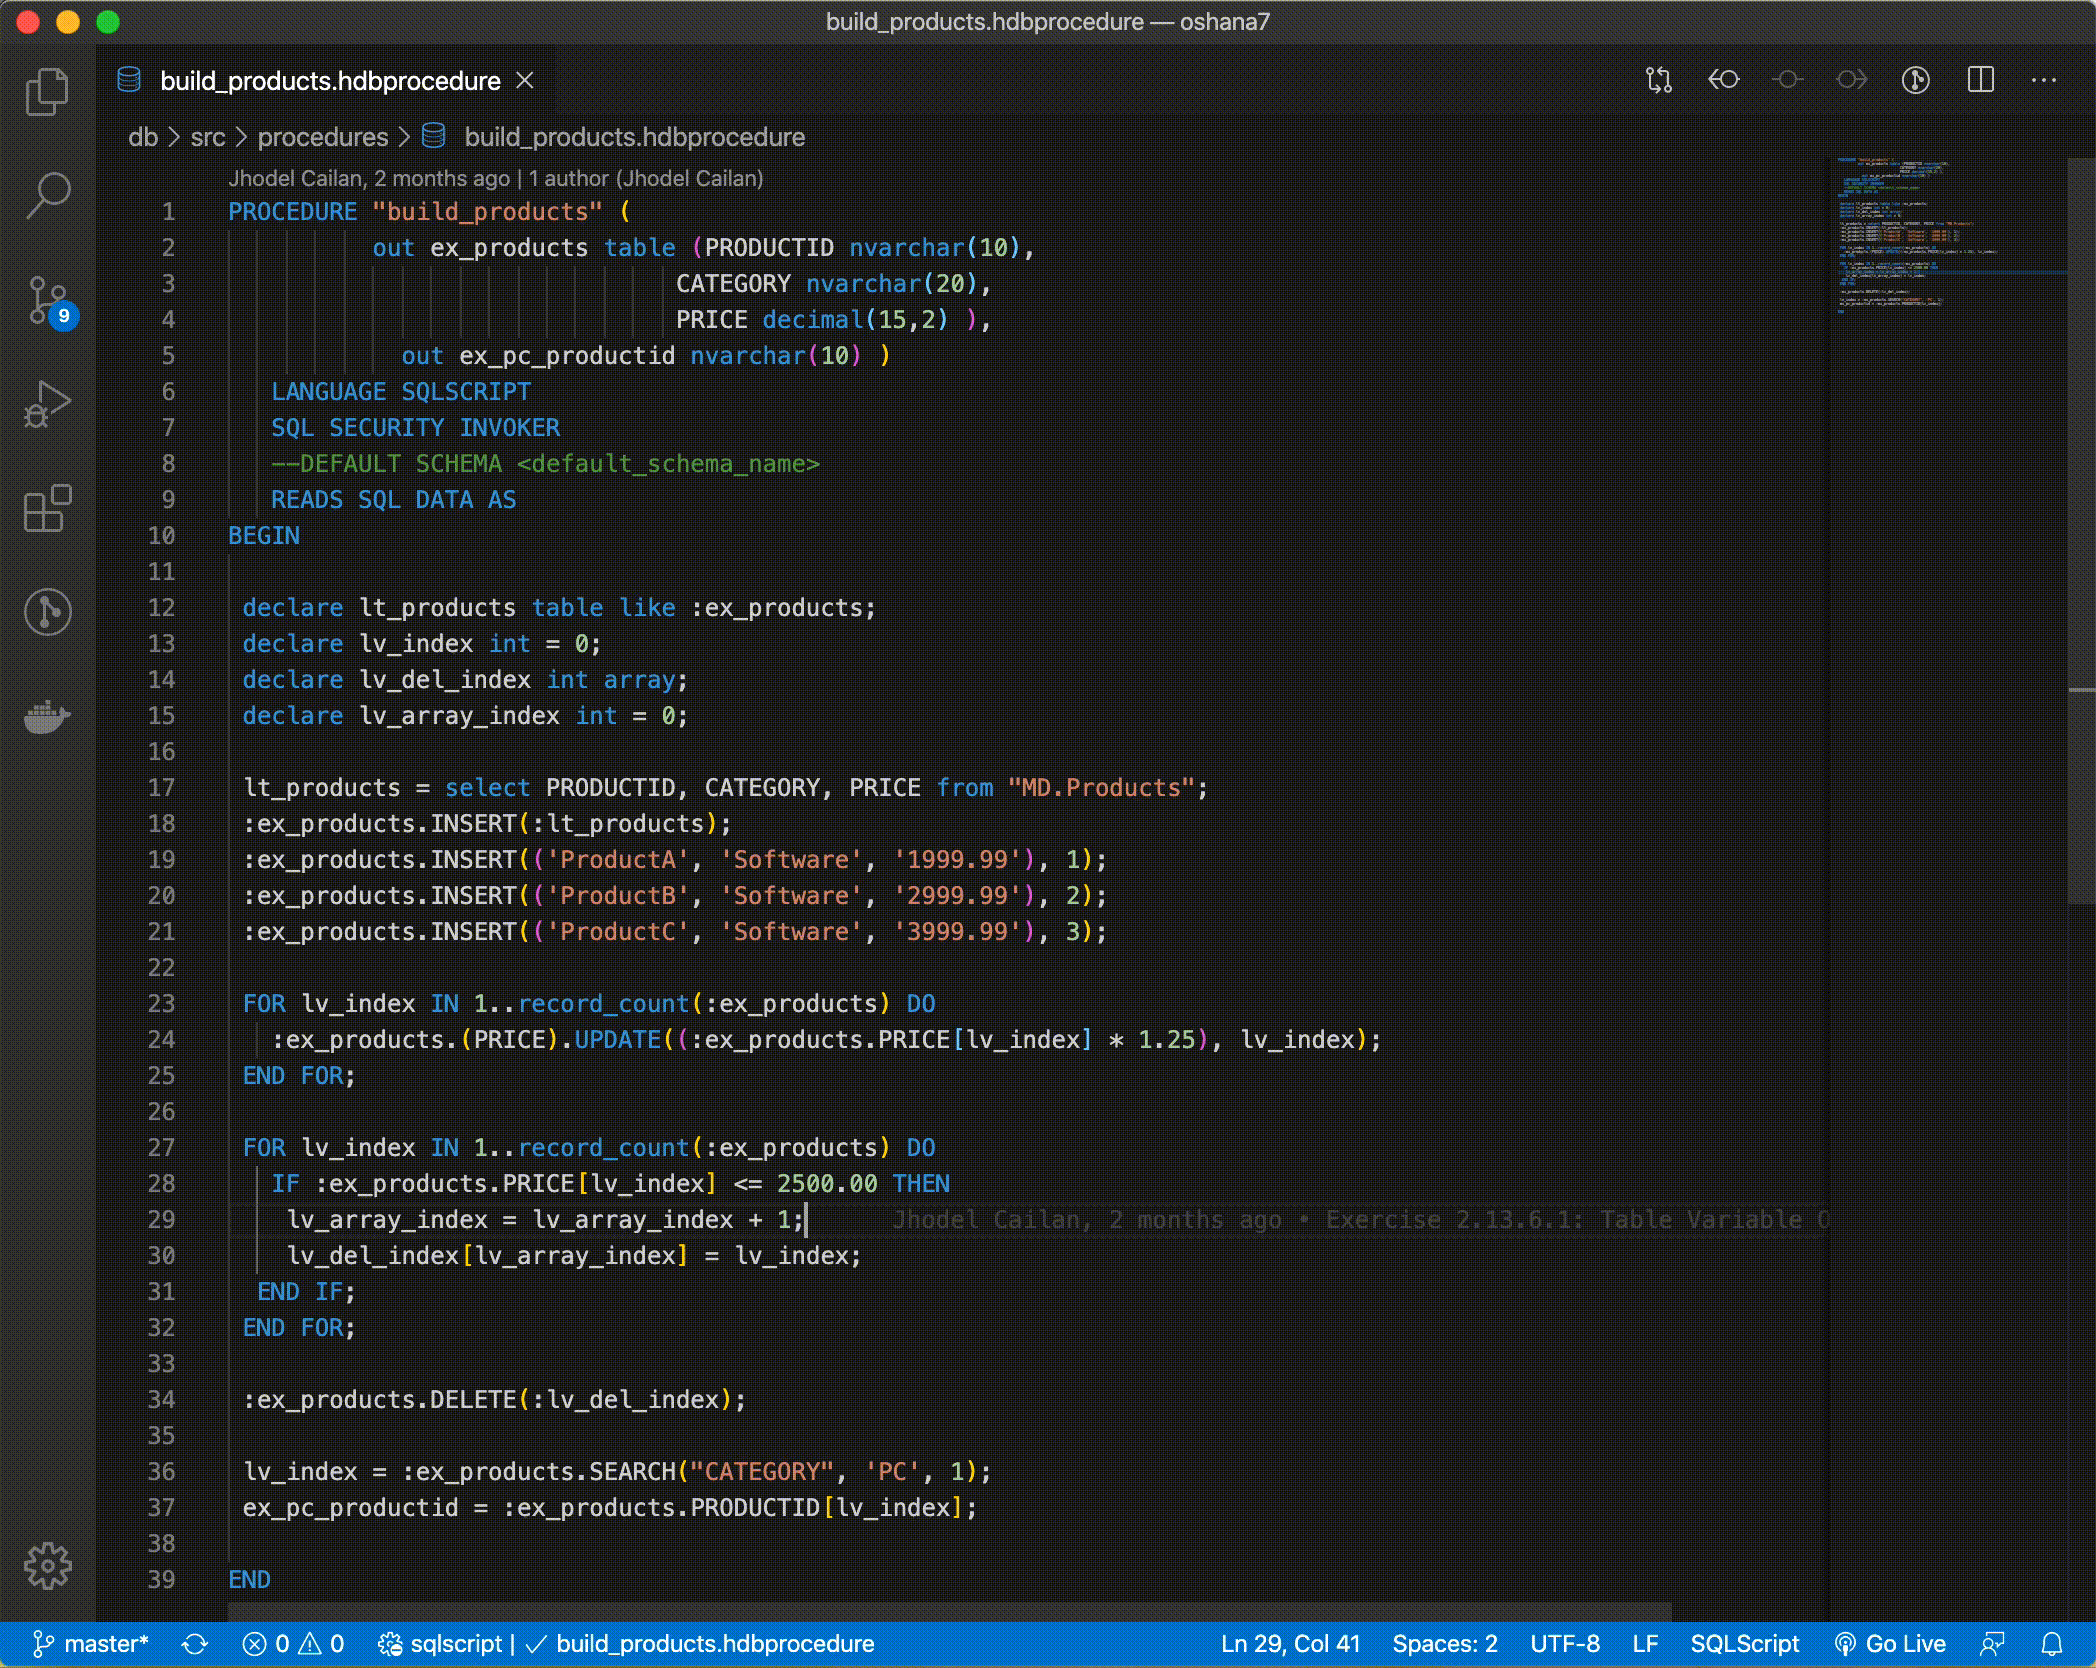 build_products.hdbprocedure — oshana7
build_products.hdbprocedure
db > src > procedures > build_products.hdbprocedure
Jhodel Cailan, 2 months ago | 1 author (Jhodel Cailan)
1 PROCEDURE "build_products" (
2 out ex_products table (PRODUCTID nvarchar(10),
3 CATEGORY nvarchar(20),
4 PRICE decimal(15,2) ),
5 out ex_pc_productid nvarchar(10) )
6 LANGUAGE SQLSCRIPT
7 SQL SECURITY INVOKER
8 --DEFAULT SCHEMA <default_schema_name>
9 READS SQL DATA AS
10 BEGIN
11
12 declare lt_products table like :ex_products;
13 declare lv_index int = 0;
14 declare lv_del_index int array;
15 declare lv_array_index int = 0;
16
17 lt_products = select PRODUCTID, CATEGORY, PRICE from "MD.Products";
18 :ex_products.INSERT(:lt_products);
19 :ex_products.INSERT(('ProductA', 'Software', '1999.99'), 1);
20 :ex_products.INSERT(('ProductB', 'Software', '2999.99'), 2);
21 :ex_products.INSERT(('ProductC', 'Software', '3999.99'), 3);
22
23 FOR lv_index IN 1..record_count(:ex_products) DO
24 :ex_products.(PRICE).UPDATE((:ex_products.PRICE[lv_index] * 1.25), lv_index);
25 END FOR;
26
27 FOR lv_index IN 1..record_count(:ex_products) DO
28 IF :ex_products.PRICE[lv_index] <= 2500.00 THEN
29 lv_array_index = lv_array_index + 1; Jhodel Cailan, 2 months ago • Exercise 2.13.6.1: Table Variable
30 lv_del_index[lv_array_index] = lv_index;
31 END IF;
32 END FOR;
33
34 :ex_products.DELETE(:lv_del_index);
35
36 lv_index = :ex_products.SEARCH("CATEGORY", 'PC', 1);
37 ex_pc_productid = :ex_products.PRODUCTID[lv_index];
38
39 END
9
master* 0 0 sqlscript | build_products.hdbprocedure Ln 29, Col 41 Spaces: 2 UTF-8 LF SQLScript Go Live